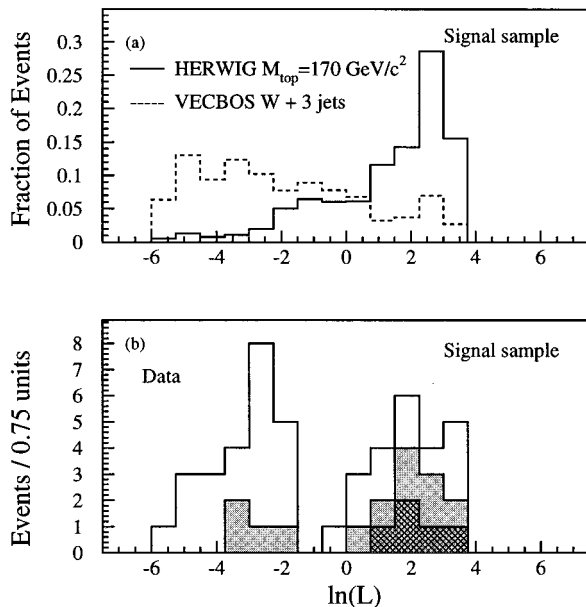 (a)
Signal sample
HERWIG M_top=170 GeV/c²
VECBOS W + 3 jets
Fraction of Events
0.3
0.25
0.2
0.15
0.1
0.05
0
-6 -4 -2 0 2 4 6
(b)
Signal sample
Data
Events / 0.75 units
8
7
6
5
4
3
2
1
0
-6 -4 -2 0 2 4 6
ln(L)